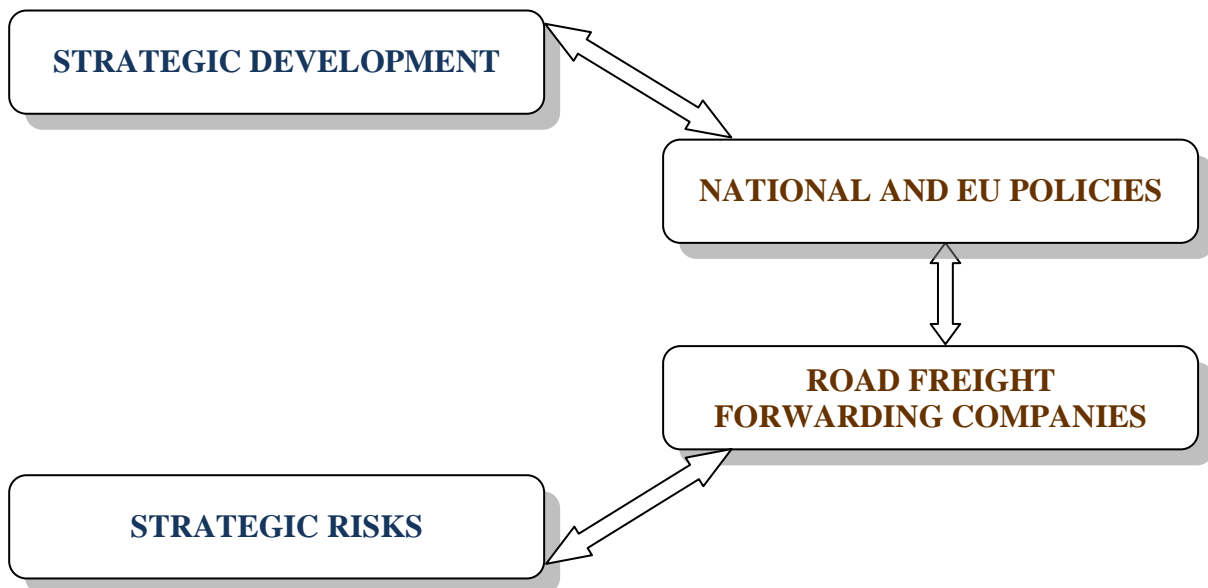 STRATEGIC DEVELOPMENT
NATIONAL AND EU POLICIES
ROAD FREIGHT
FORWARDING COMPANIES
STRATEGIC RISKS